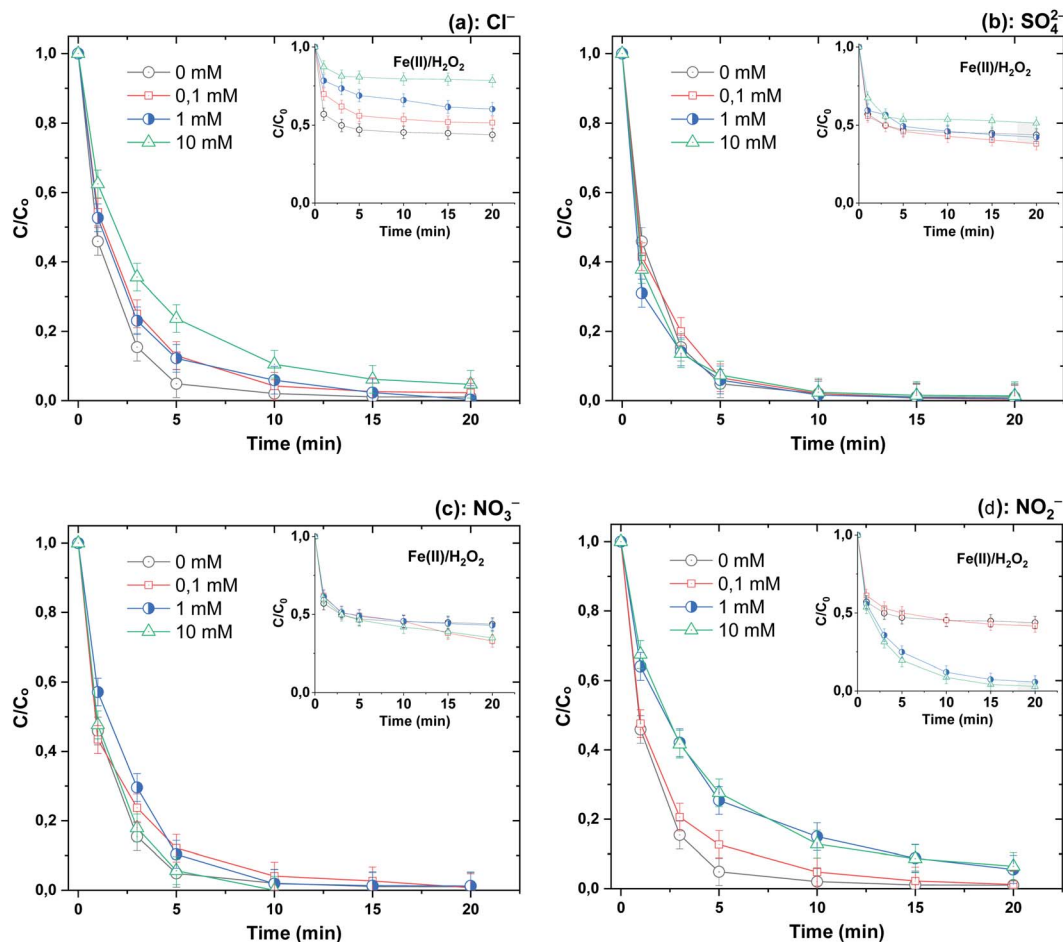 (a): Cl⁻
1,0
0,8
0,6
0,4
0,2
0,0
C/Cₒ
0 mM
0,1 mM
1 mM
10 mM
0 5 10 15 20
Time (min)
Fe(II)/H₂O₂
1,0
0,5
0,0
C/C₀
0 5 10 15 20
Time (min)
(b): SO₄²⁻
1,0
0,8
0,6
0,4
0,2
0,0
C/Cₒ
0 mM
0,1 mM
1 mM
10 mM
0 5 10 15 20
Time (min)
Fe(II)/H₂O₂
1,0
0,5
0,0
C/C₀
0 5 10 15 20
Time (min)
(c): NO₃⁻
1,0
0,8
0,6
0,4
0,2
0,0
C/Cₒ
0 mM
0,1 mM
1 mM
10 mM
0 5 10 15 20
Time (min)
Fe(II)/H₂O₂
1,0
0,5
0,0
C/C₀
0 5 10 15 20
Time (min)
(d): NO₂⁻
1,0
0,8
0,6
0,4
0,2
0,0
C/Cₒ
0 mM
0,1 mM
1 mM
10 mM
0 5 10 15 20
Time (min)
Fe(II)/H₂O₂
1,0
0,5
0,0
C/C₀
0 5 10 15 20
Time (min)